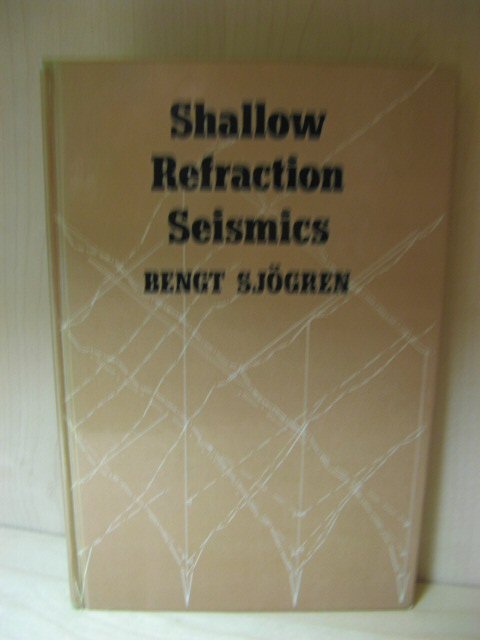 Shallow
Refraction
Seismics
BENGT SJÖGREN